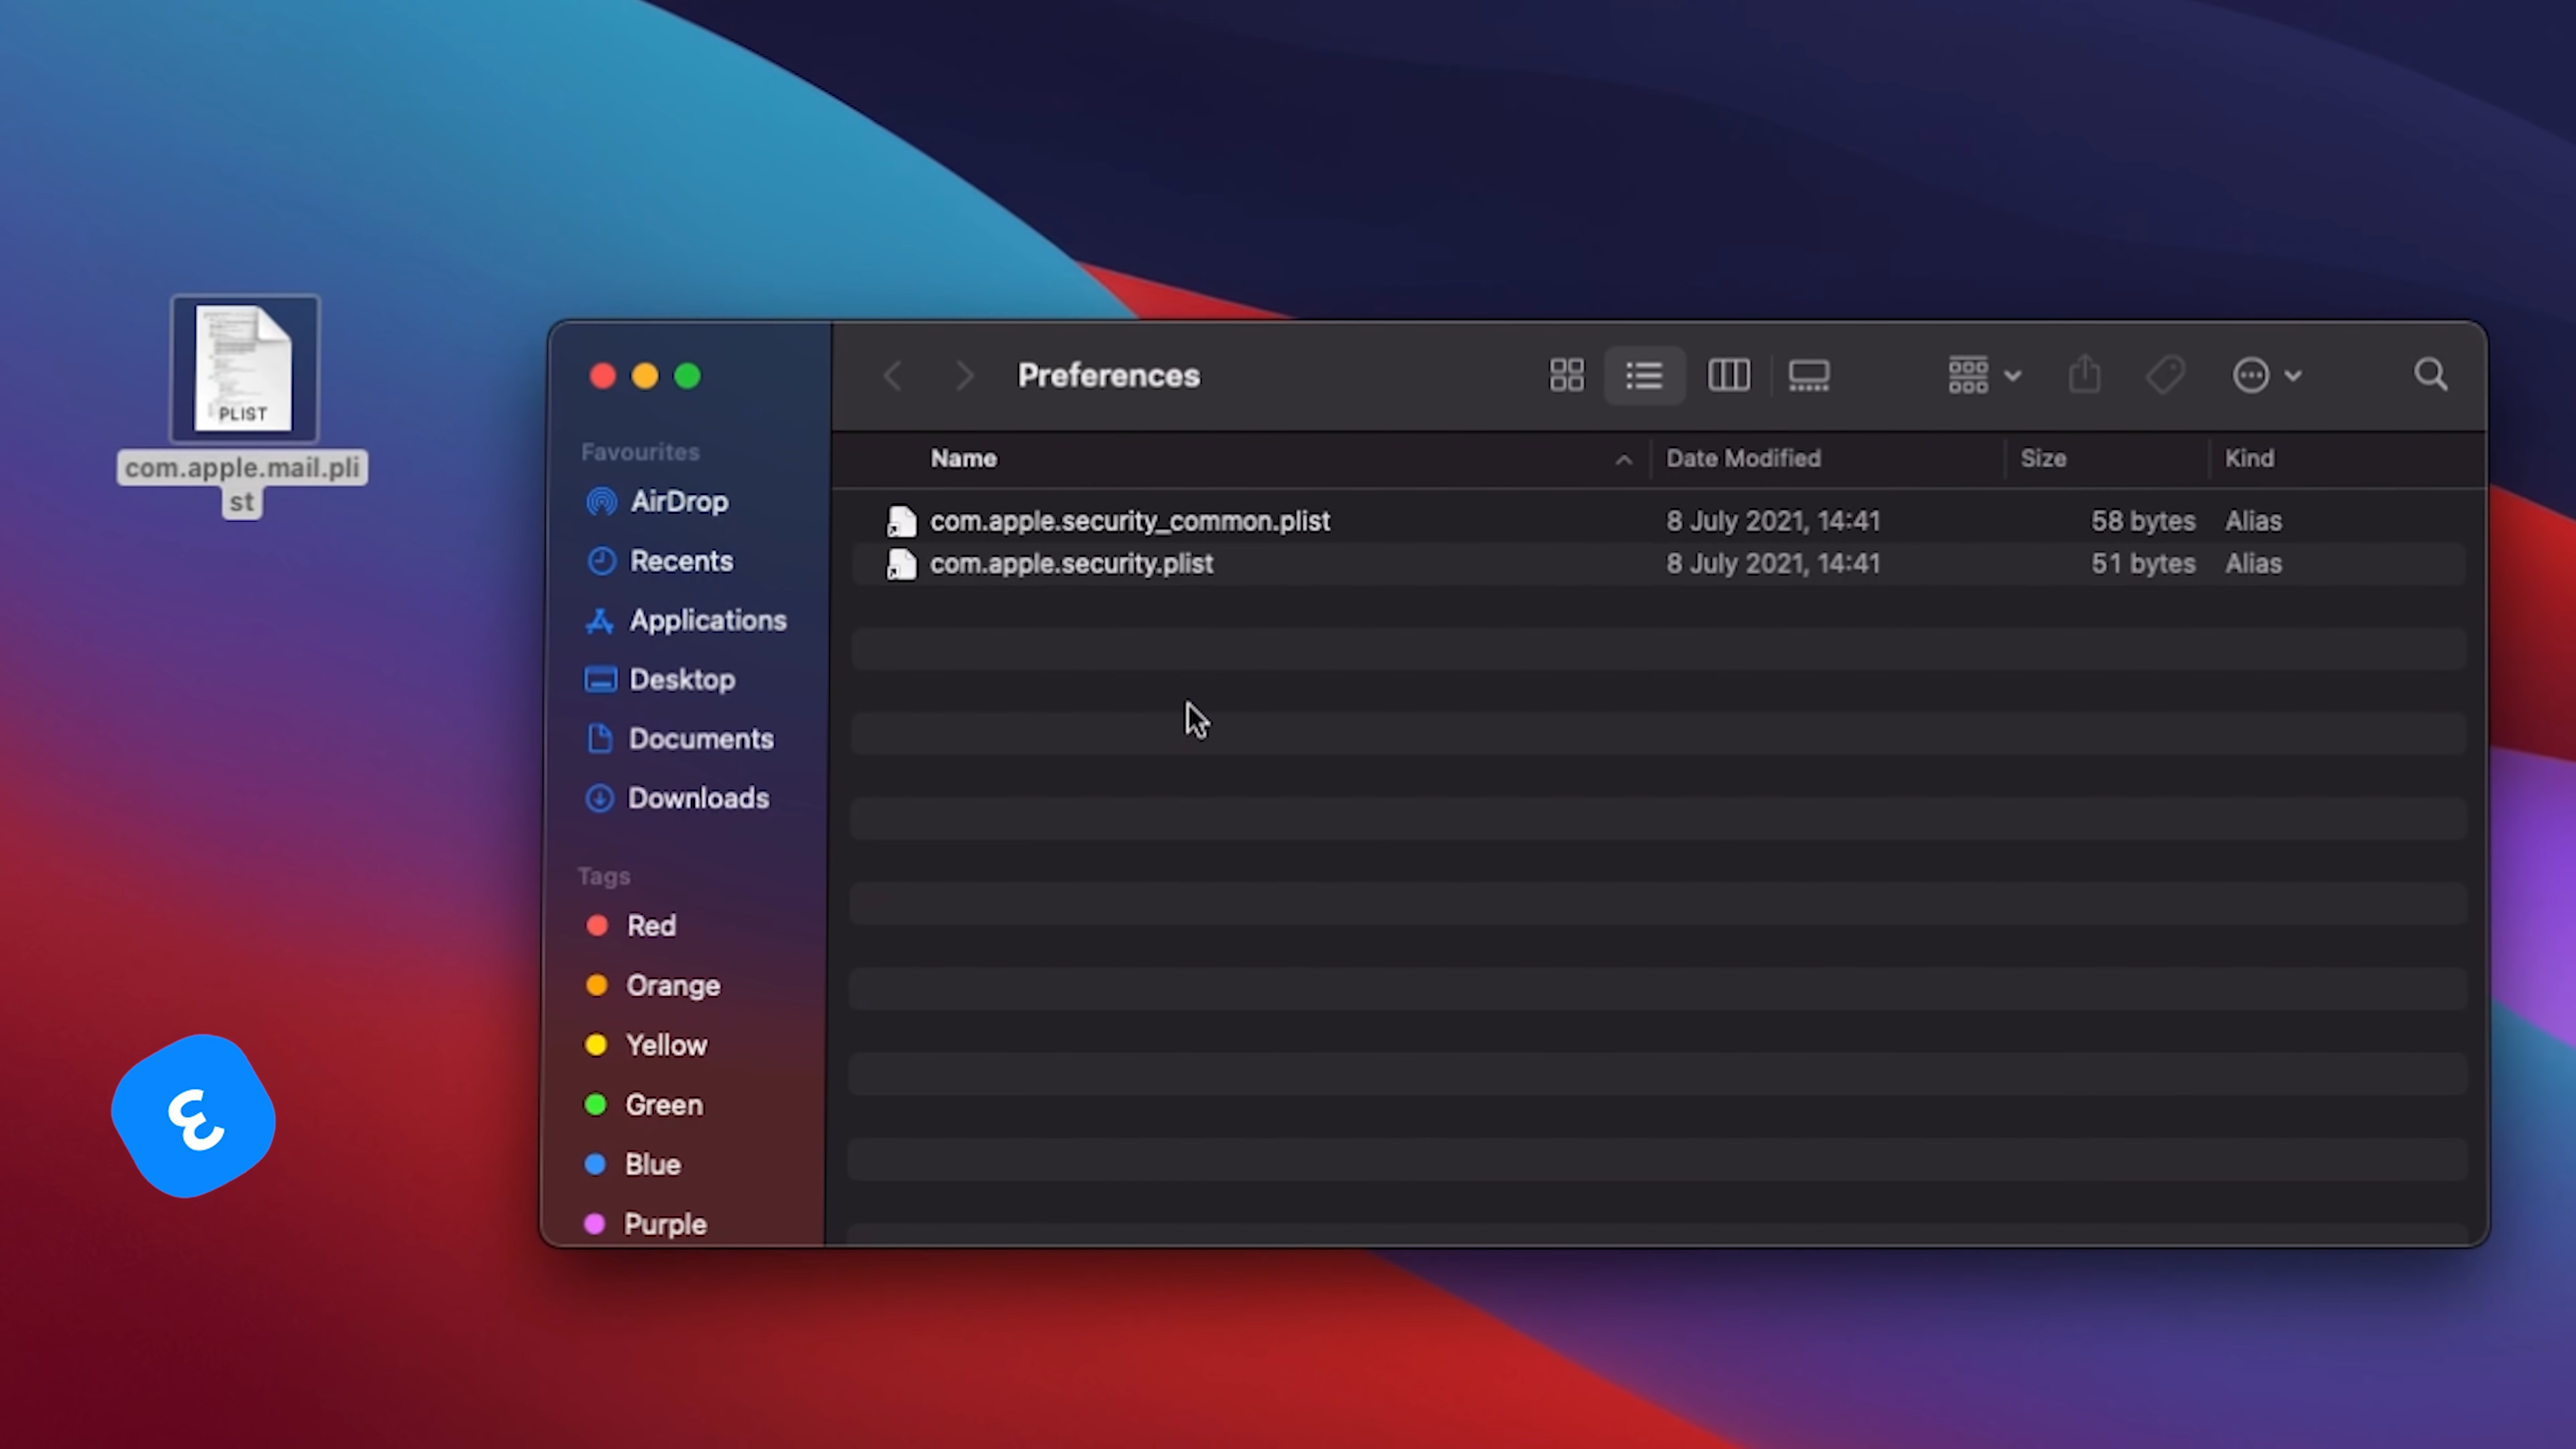 PLIST
com.apple.mail.pli
st
Preferences
Favourites
AirDrop
Recents
Applications
Desktop
Documents
Downloads
Tags
Red
Orange
Yellow
Green
Blue
Purple
Name Date Modified Size Kind
com.apple.security_common.plist 8 July 2021, 14:41 58 bytes Alias
com.apple.security.plist 8 July 2021, 14:41 51 bytes Alias